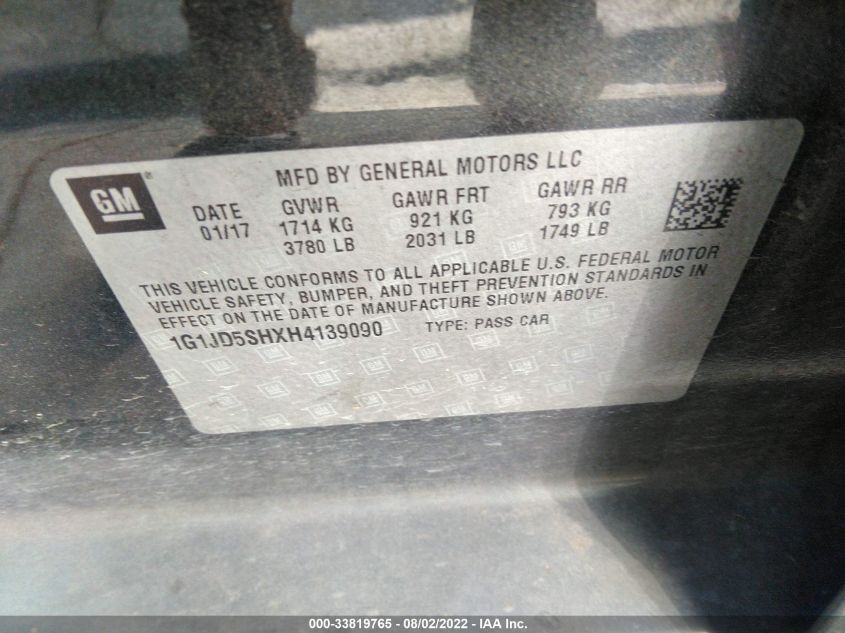 MFD BY GENERAL MOTORS LLC
GM®
DATE GVWR GAWR FRT GAWR RR
01/17 1714 KG 921 KG 793 KG
3780 LB 2031 LB 1749 LB
THIS VEHICLE CONFORMS TO ALL APPLICABLE U.S. FEDERAL MOTOR
VEHICLE SAFETY, BUMPER, AND THEFT PREVENTION STANDARDS IN
EFFECT ON THE DATE OF MANUFACTURE SHOWN ABOVE.
1G1JD5SHXH4139090 TYPE: PASS CAR
000-33819765 - 08/02/2022 - IAA Inc.